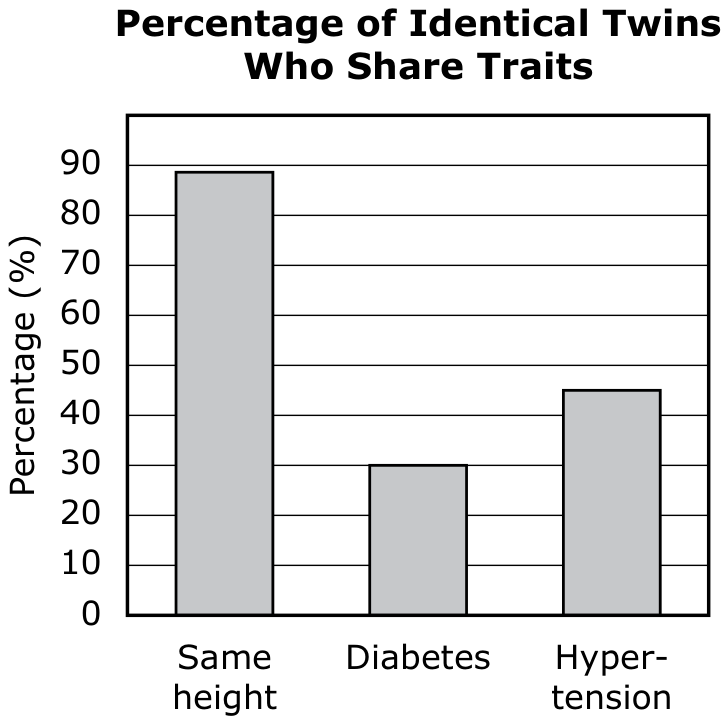 Percentage of Identical Twins
Who Share Traits
Percentage (%)
90
80
70
60
50
40
30
20
10
0
Same
height
Diabetes
Hyper-
tension